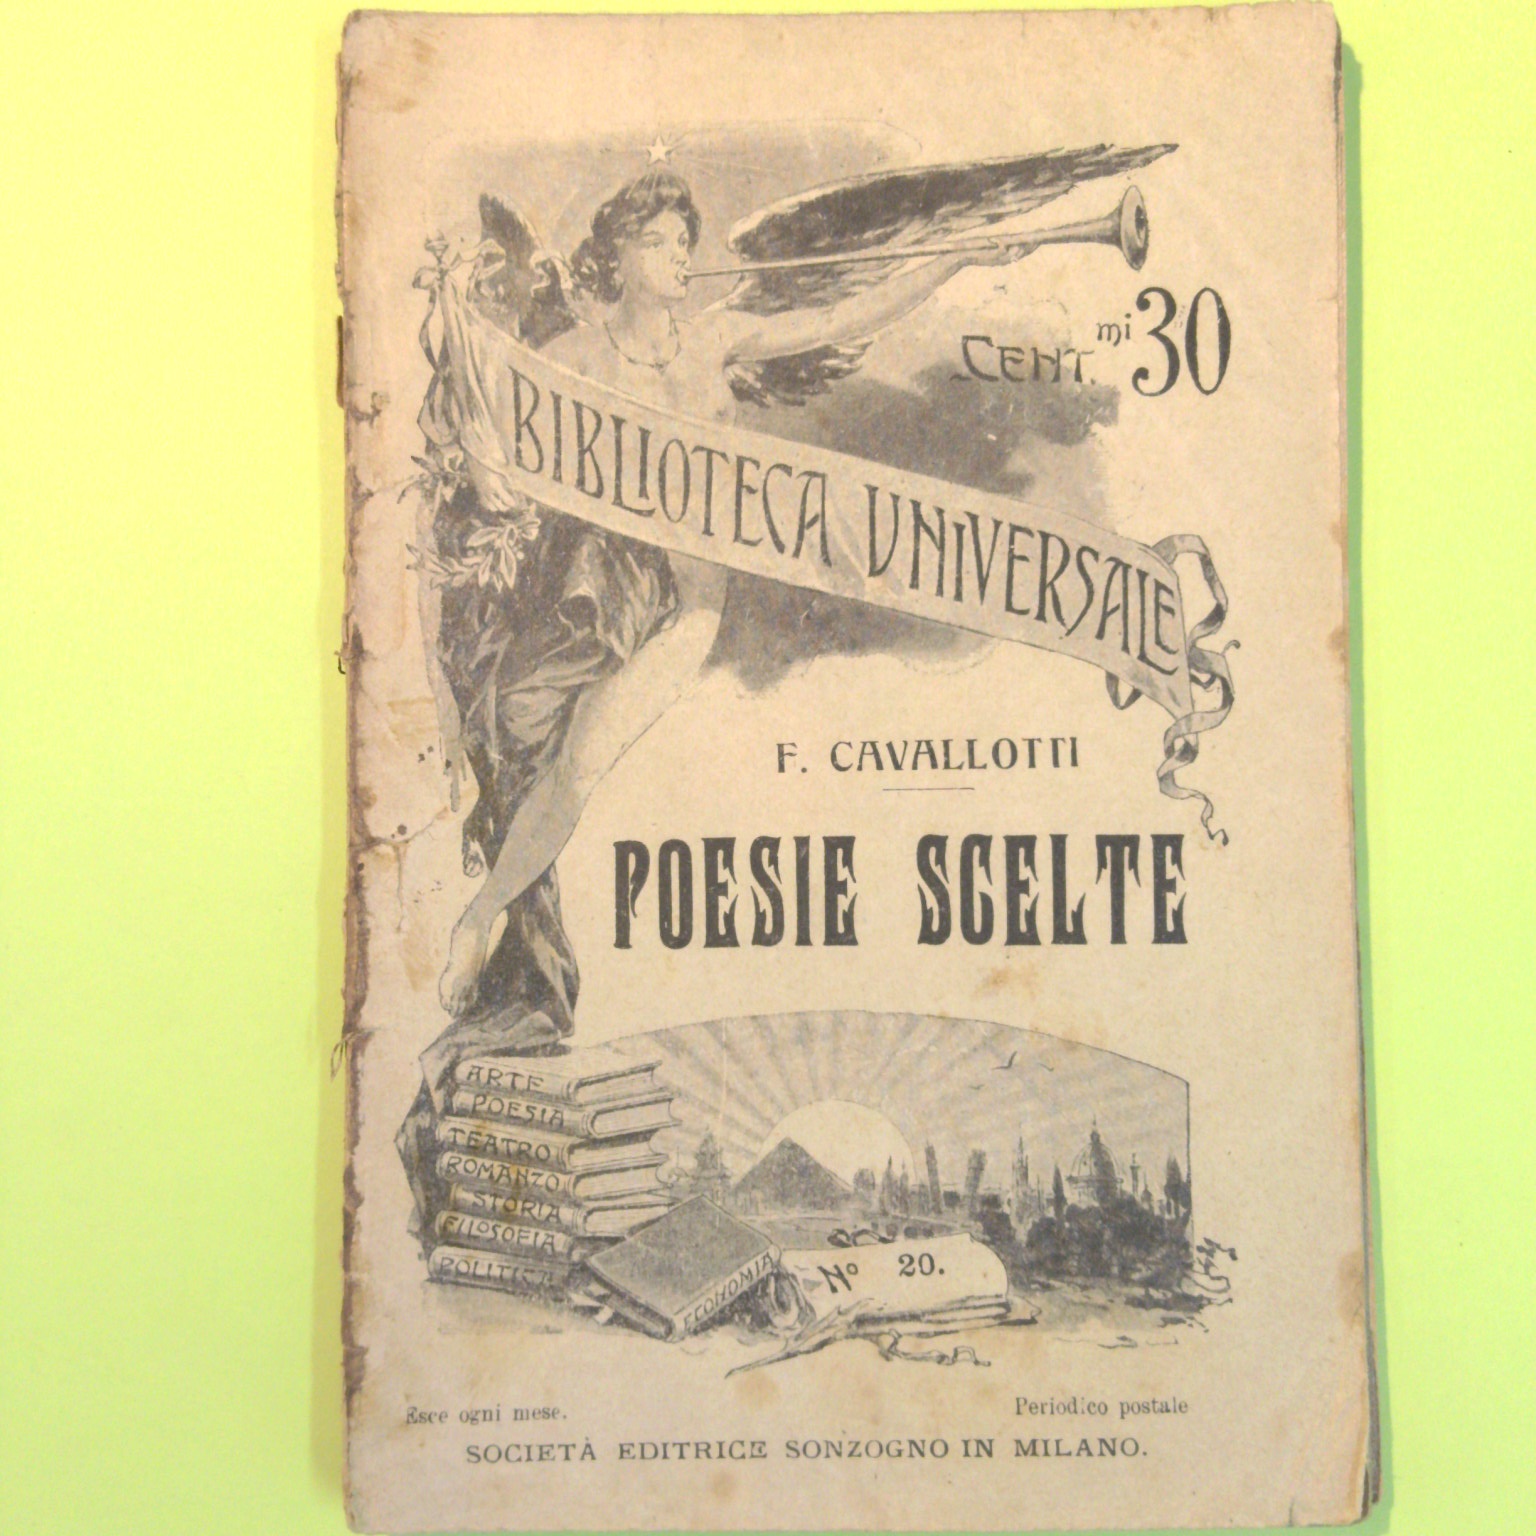 CENT.mi 30
BIBLIOTECA UNIVERSALE
F. CAVALLOTTI
POESIE SCELTE
ARTE
POESIA
TEATRO
ROMANZO
STORIA
FILOSOFIA
POLITICA
ECONOMIA
No 20.
Esce ogni mese.
Periodico postale
SOCIETÀ EDITRICE SONZOGNO IN MILANO.